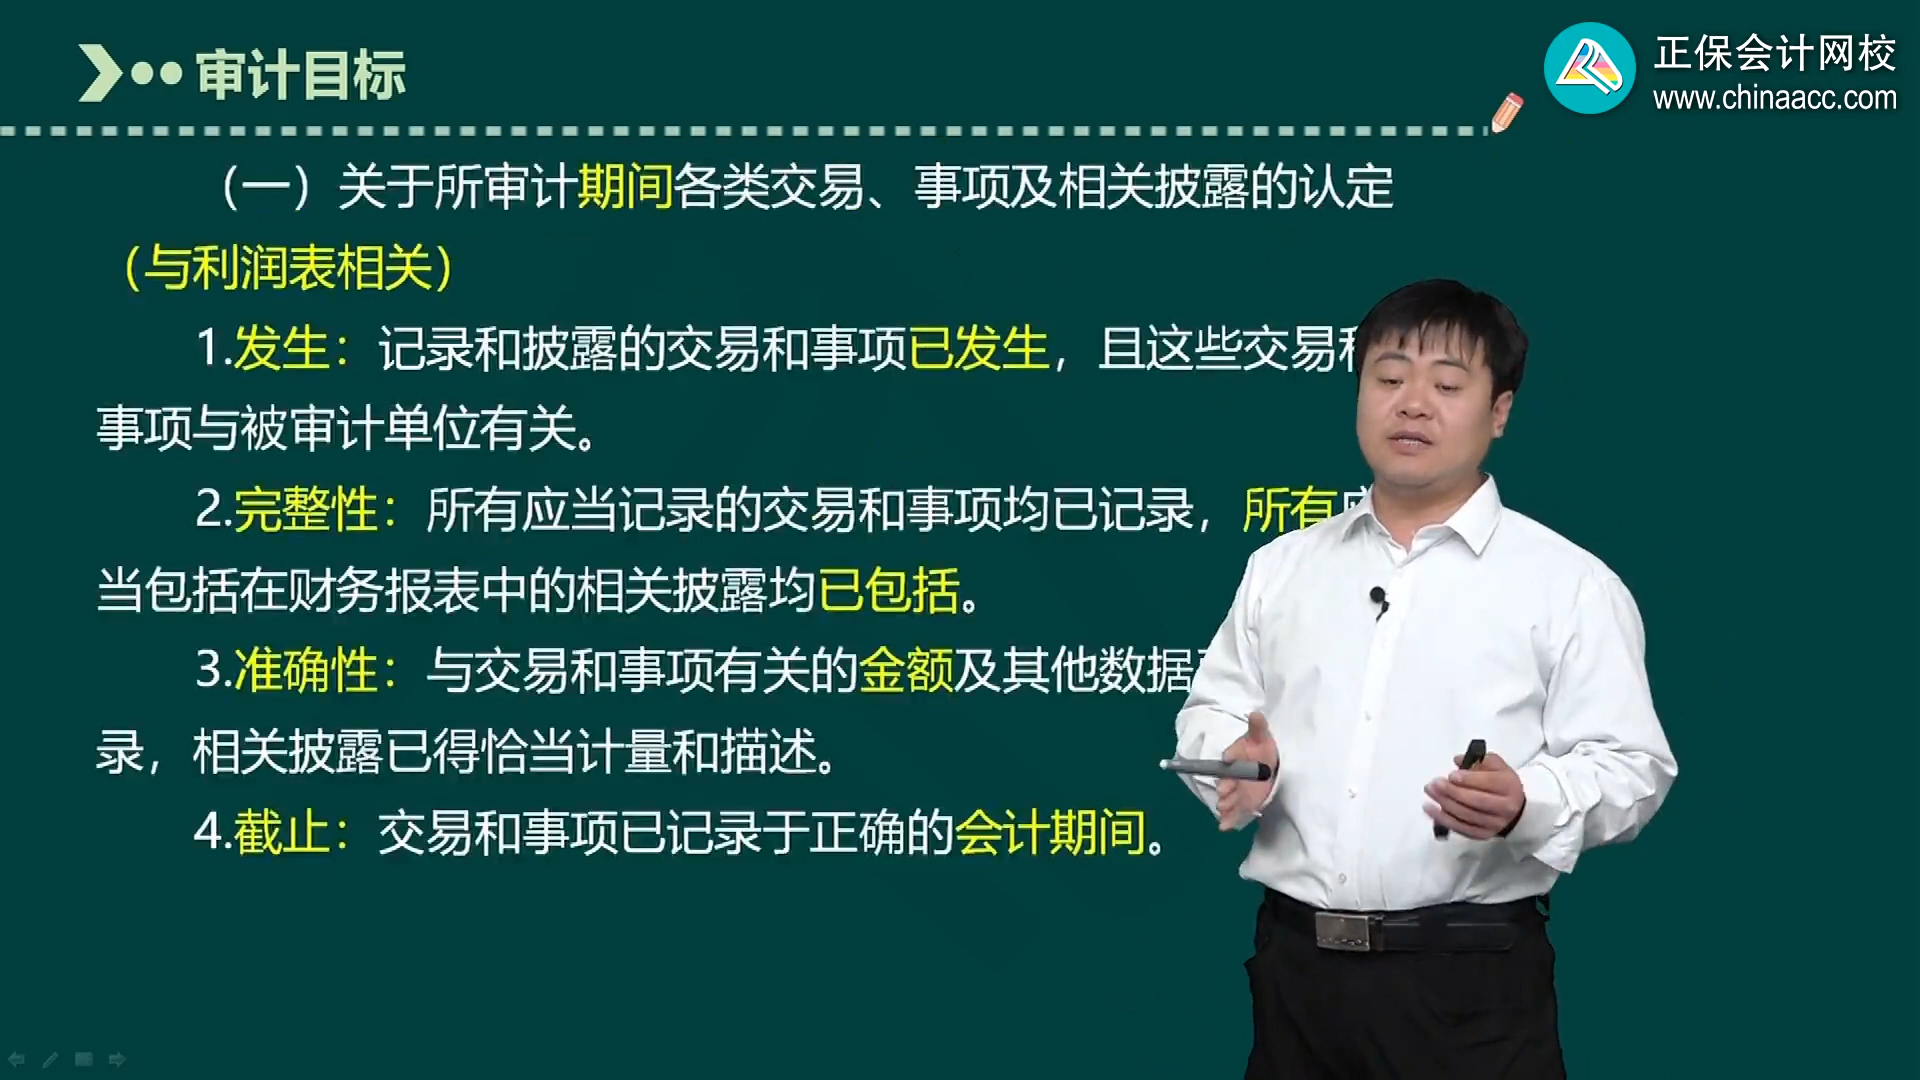 审计目标
正保会计网校
www.chinaacc.com
（一）关于所审计期间各类交易、事项及相关披露的认定
（与利润表相关）
1.发生：记录和披露的交易和事项已发生，且这些交易
事项与被审计单位有关。
2.完整性：所有应当记录的交易和事项均已记录，所有
当包括在财务报表中的相关披露均已包括。
3.准确性：与交易和事项有关的金额及其他数据
录，相关披露已得恰当计量和描述。
4.截止：交易和事项已记录于正确的会计期间。